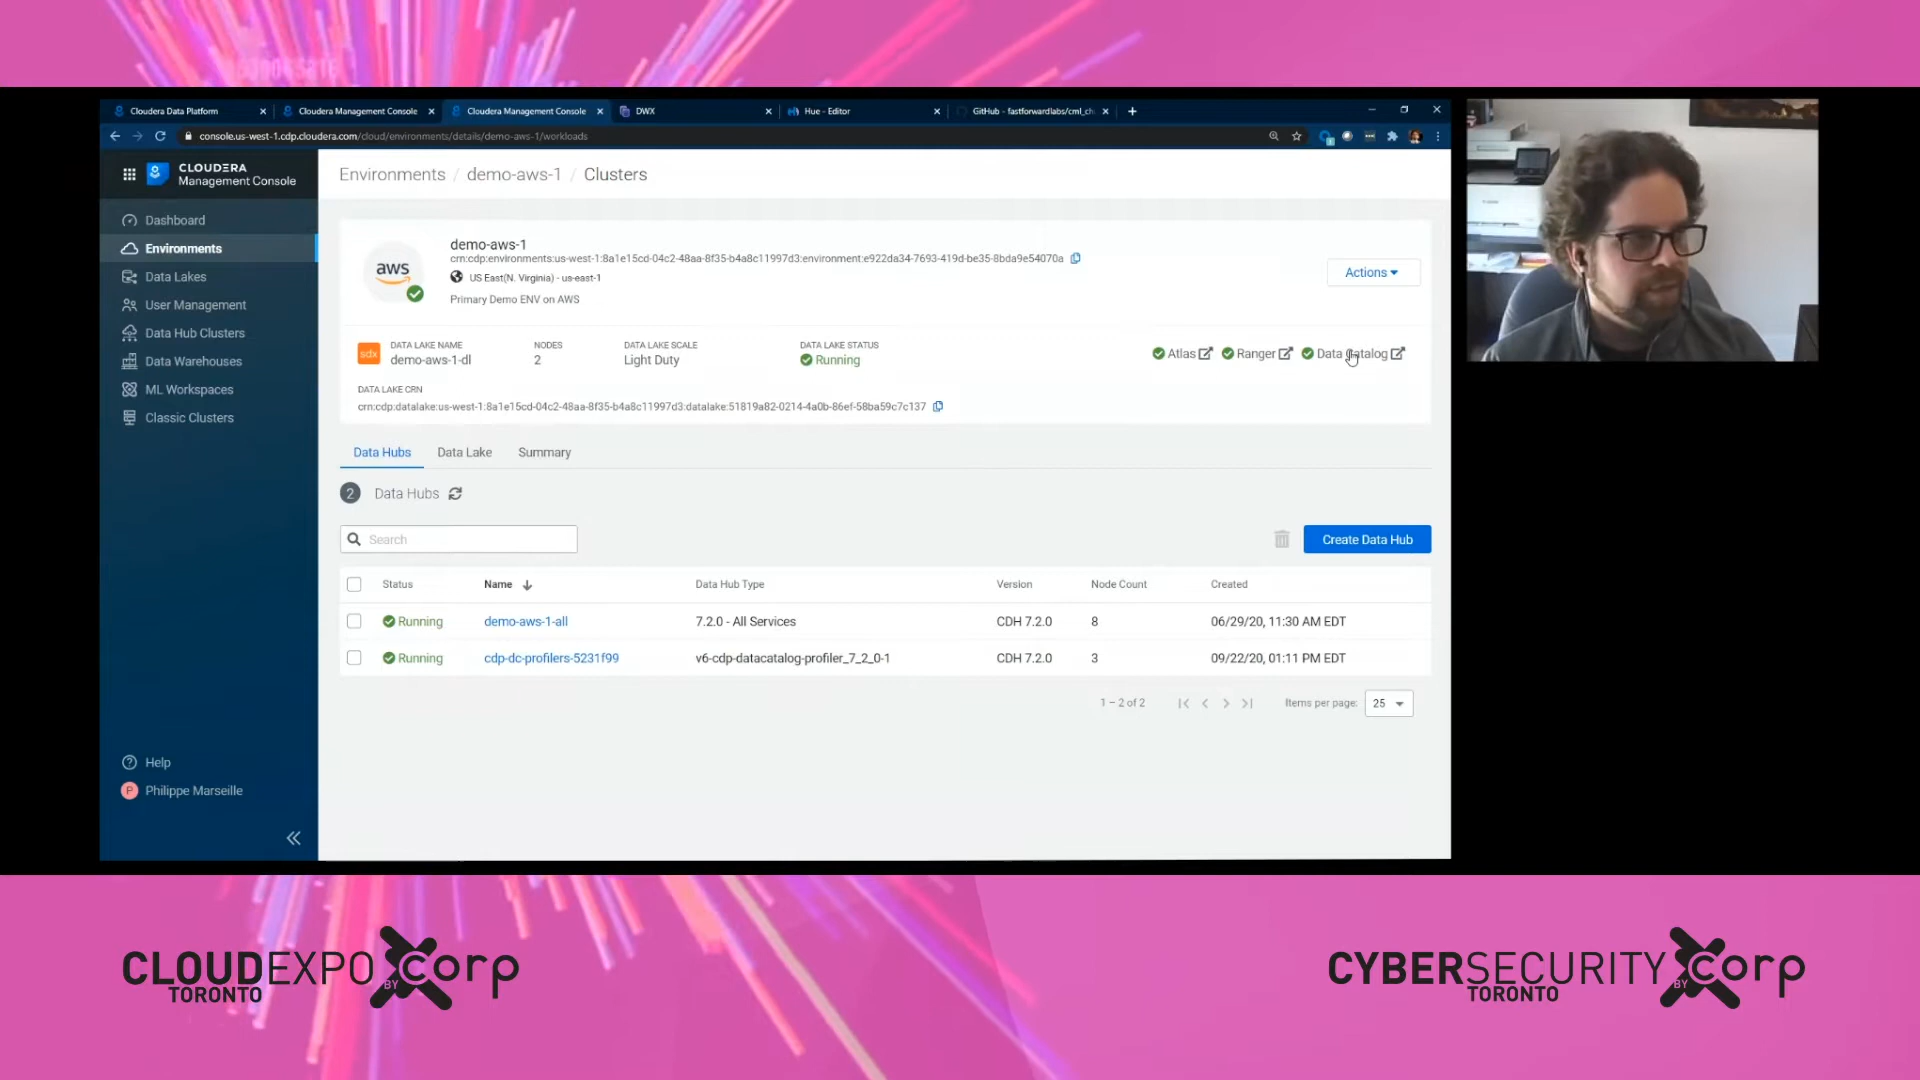 Cloudera Data Platform
Cloudera Management Console
Cloudera Management Console
DWX
Hue - Editor
GitHub - fastforwardlabs/cml_ch
console.us-west-1.cdp.cloudera.com/cloud/environments/details/demo-aws-1/workloads
CLOUDERA
Management Console
Dashboard
Environments
Data Lakes
User Management
Data Hub Clusters
Data Warehouses
ML Workspaces
Classic Clusters
Help
P Philippe Marseille
Environments / demo-aws-1 / Clusters
aws
demo-aws-1
crn:cdp:environments:us-west-1:8a1e15cd-04c2-48aa-8f35-b4a8c11997d3:environment:e922da34-7693-419d-be35-8bda9e54070a
US East(N. Virginia) - us-east-1
Primary Demo ENV on AWS
Actions
sdx
DATA LAKE NAME NODES DATA LAKE SCALE DATA LAKE STATUS
demo-aws-1-dl 2 Light Duty Running
Atlas Ranger Data Catalog
DATA LAKE CRN
crn:cdp:datalake:us-west-1:8a1e15cd-04c2-48aa-8f35-b4a8c11997d3:datalake:51819a82-0214-4a0b-86ef-58ba59c7c137
Data Hubs Data Lake Summary
2 Data Hubs
Search
Create Data Hub
Status Name Data Hub Type Version Node Count Created
Running demo-aws-1-all 7.2.0 - All Services CDH 7.2.0 8 06/29/20, 11:30 AM EDT
Running cdp-dc-profilers-5231f99 v6-cdp-datacatalog-profiler_7_2_0-1 CDH 7.2.0 3 09/22/20, 01:11 PM EDT
1 – 2 of 2 Items per page: 25
CLOUDEXPO BY Xcorp
TORONTO
CYBERSECURITY BY Xcorp
TORONTO